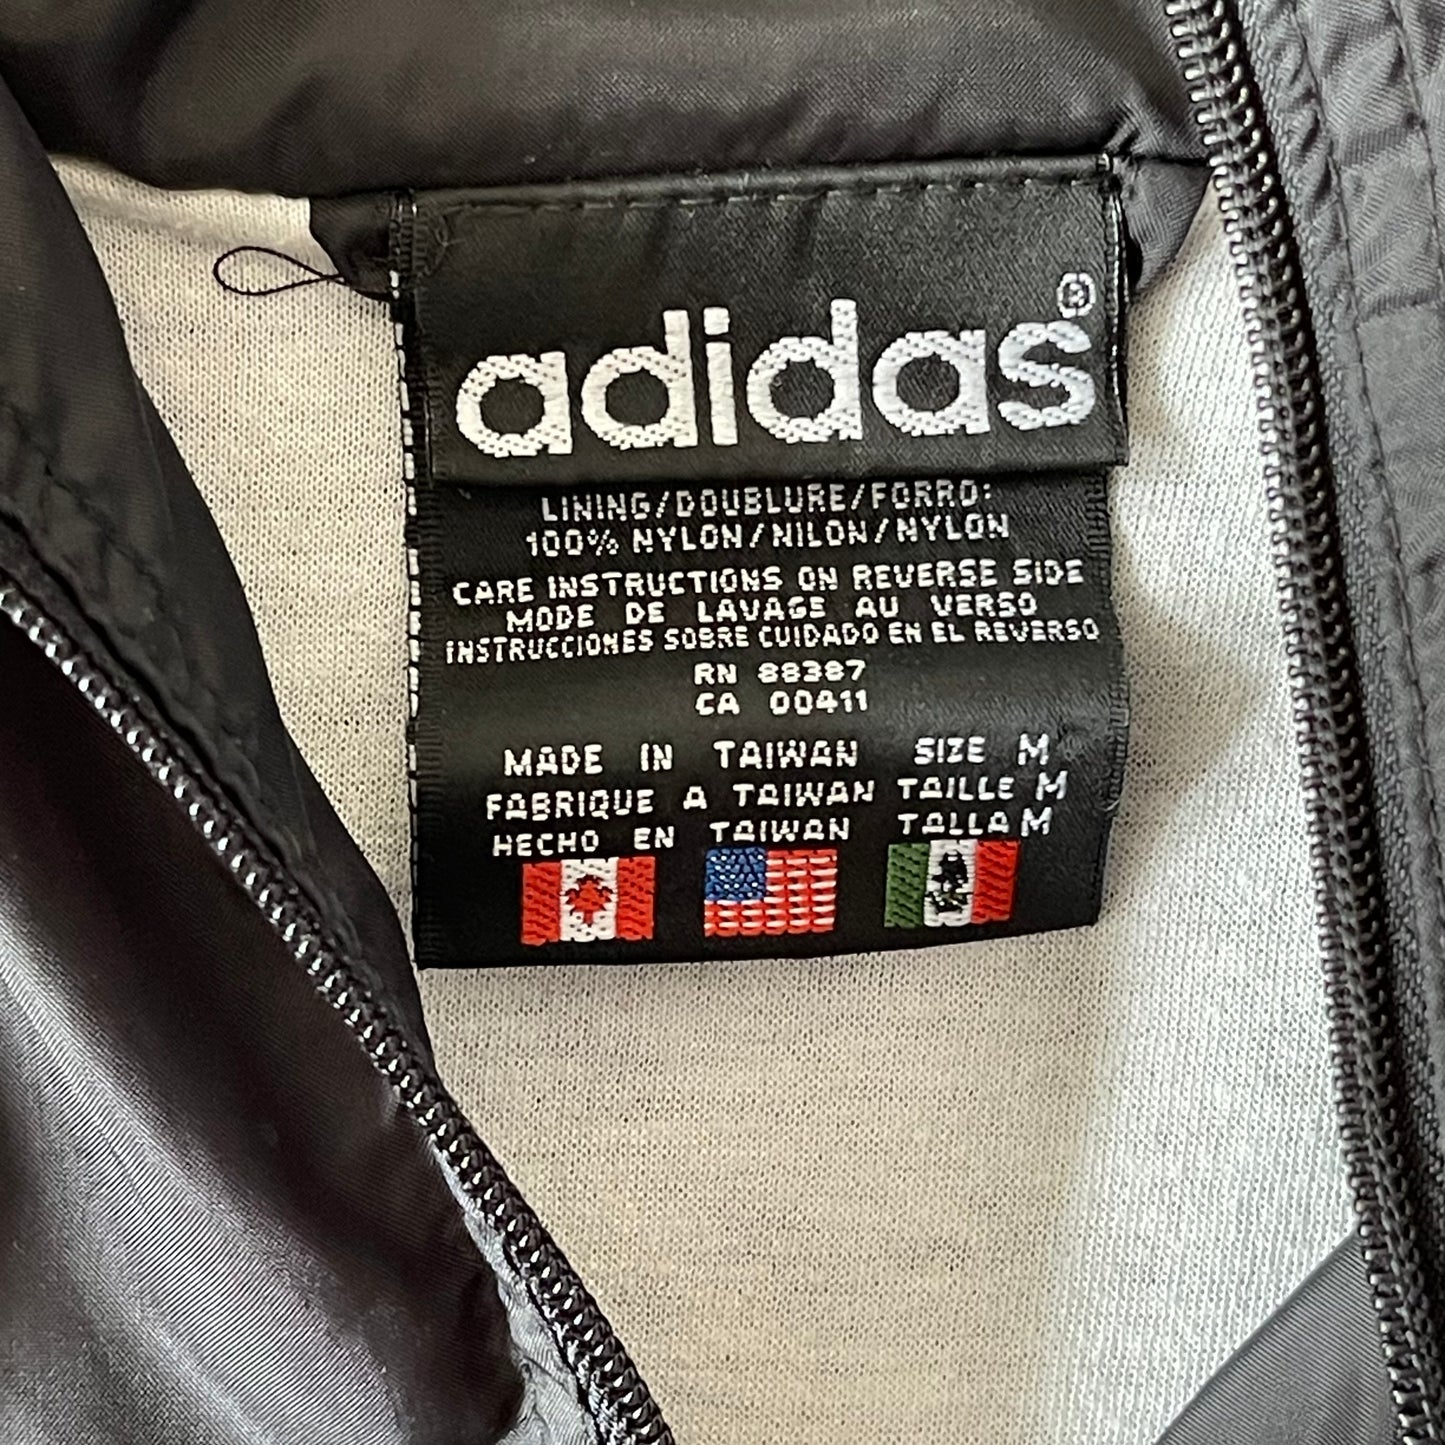 adidas®
LINING/DOUBLURE/FORRO:
100% NYLON/NILON/NYLON
CARE INSTRUCTIONS ON REVERSE SIDE
MODE DE LAVAGE AU VERSO
INSTRUCCIONES SOBRE CUIDADO EN EL REVERSO
RN 88387
CA 00411
MADE IN TAIWAN SIZE M
FABRIQUE A TAIWAN TAILLE M
HECHO EN TAIWAN TALLA M